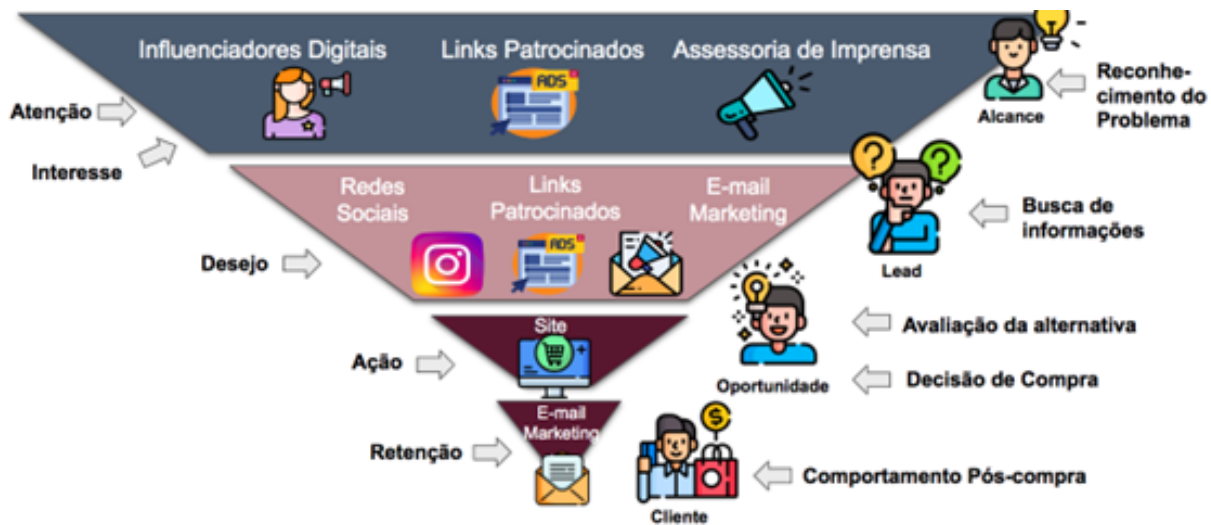 Influenciadores Digitais
Links Patrocinados
Assessoria de Imprensa
ADS
Atenção
Interesse
Alcance
Reconhe-
cimento do
Problema
Redes
Sociais
Links
Patrocinados
E-mail
Marketing
ADS
Desejo
?
?
Lead
Busca de
informações
Site
Ação
Oportunidade
Avaliação da alternativa
Decisão de Compra
E-mail
Marketing
Retenção
$
Cliente
Comportamento Pós-compra